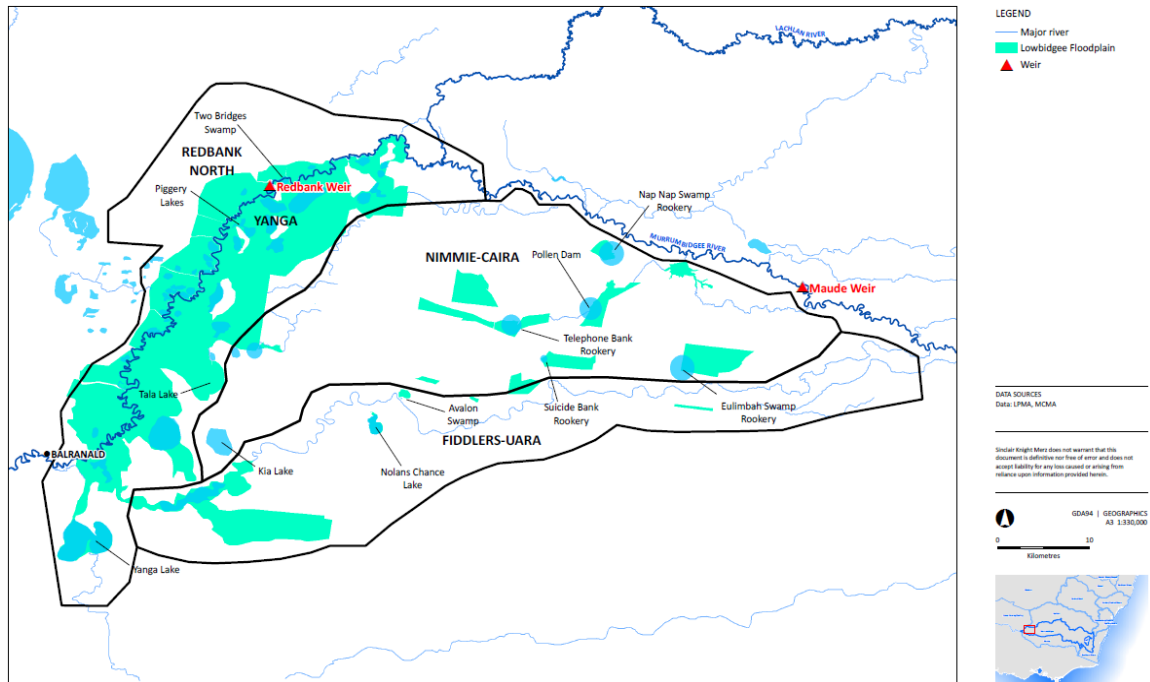 LACHLAN RIVER
Two Bridges
Swamp
REDBANK
NORTH
Piggery
Lakes
Redbank Weir
YANGA
Nap Nap Swamp
Rookery
MURRUMBIDGEE RIVER
NIMMIE-CAIRA
Pollen Dam
Maude Weir
Telephone Bank
Rookery
Tala Lake
Avalon
Swamp
Suicide Bank
Rookery
Eulimbah Swamp
Rookery
FIDDLERS-UARA
BALRANALD
Kia Lake
Nolans Chance
Lake
Yanga Lake
LEGEND
Major river
Lowbidgee Floodplain
Weir
DATA SOURCES
Data: LPMA, MCMA
Sinclair Knight Merz does not warrant that this
document is definitive nor free of error and does not
accept liability for any loss caused or arising from
reliance upon information provided herein.
GDA94 | GEOGRAPHICS
A3 1:330,000
0 10
Kilometres